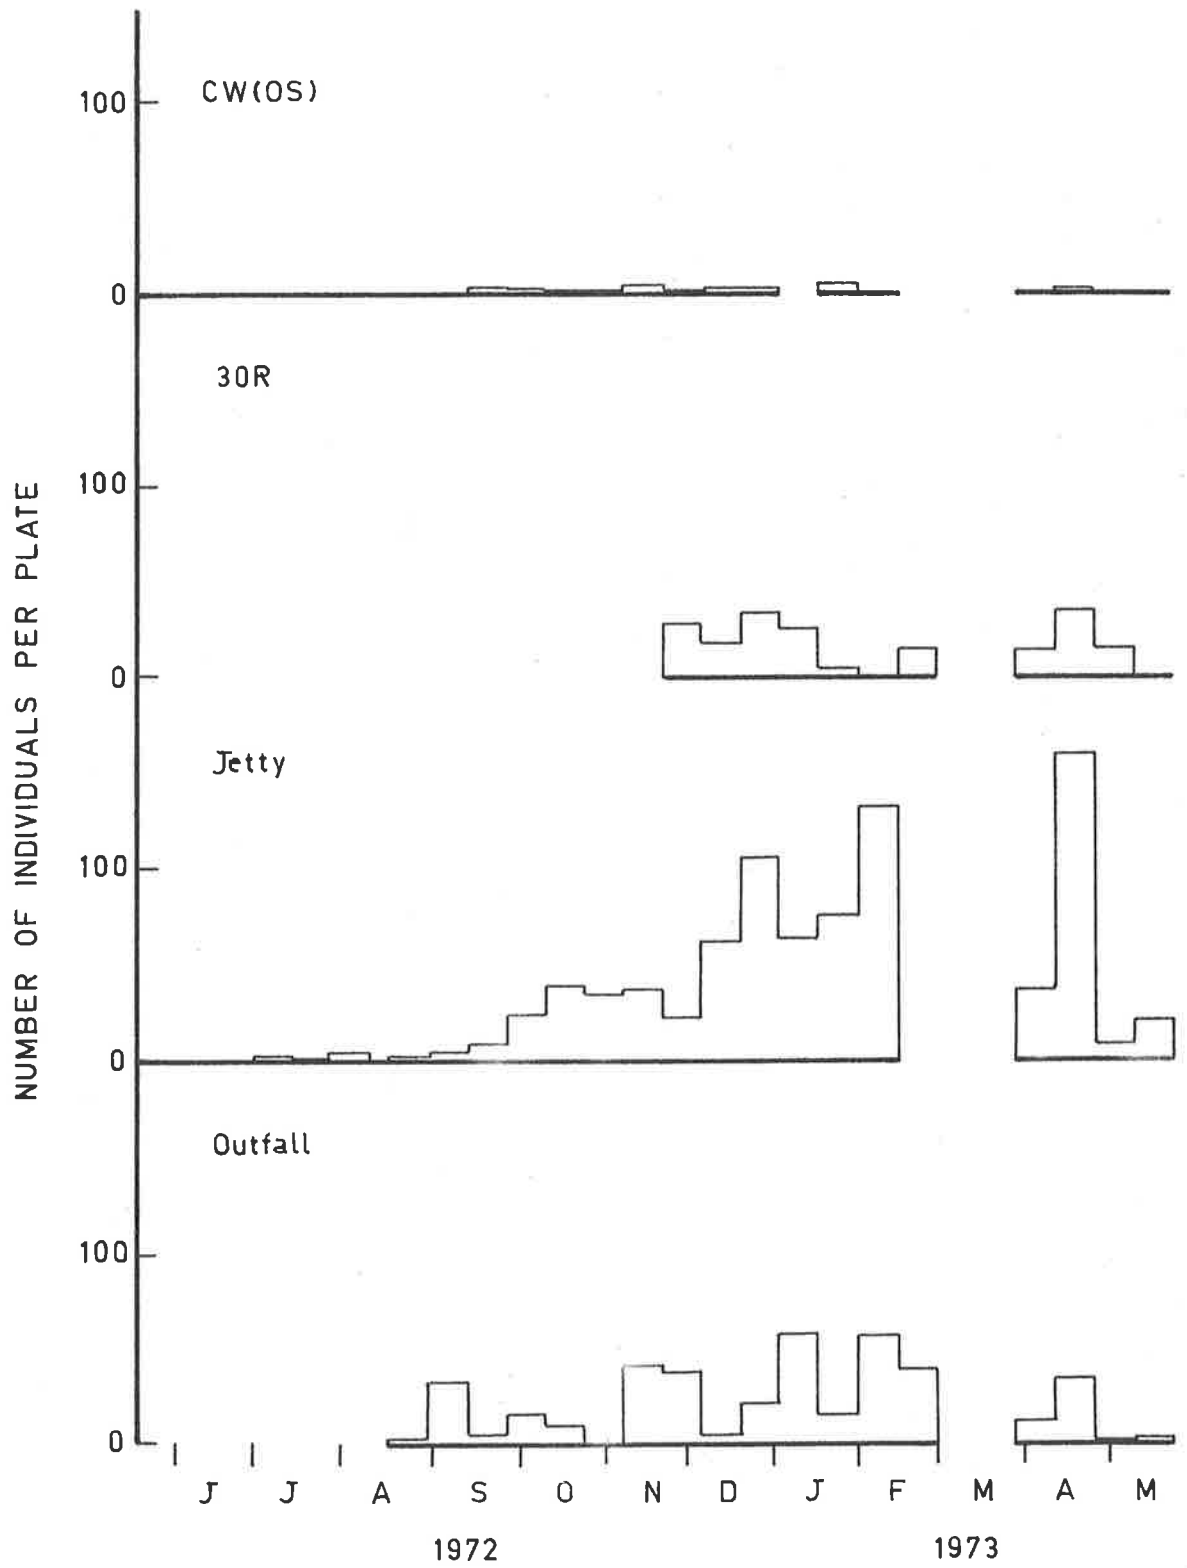 NUMBER OF INDIVIDUALS PER PLATE
CW(OS)
100
0
30R
100
0
Jetty
100
0
Outfall
100
0
J J A S O N D J F M A M
1972 1973